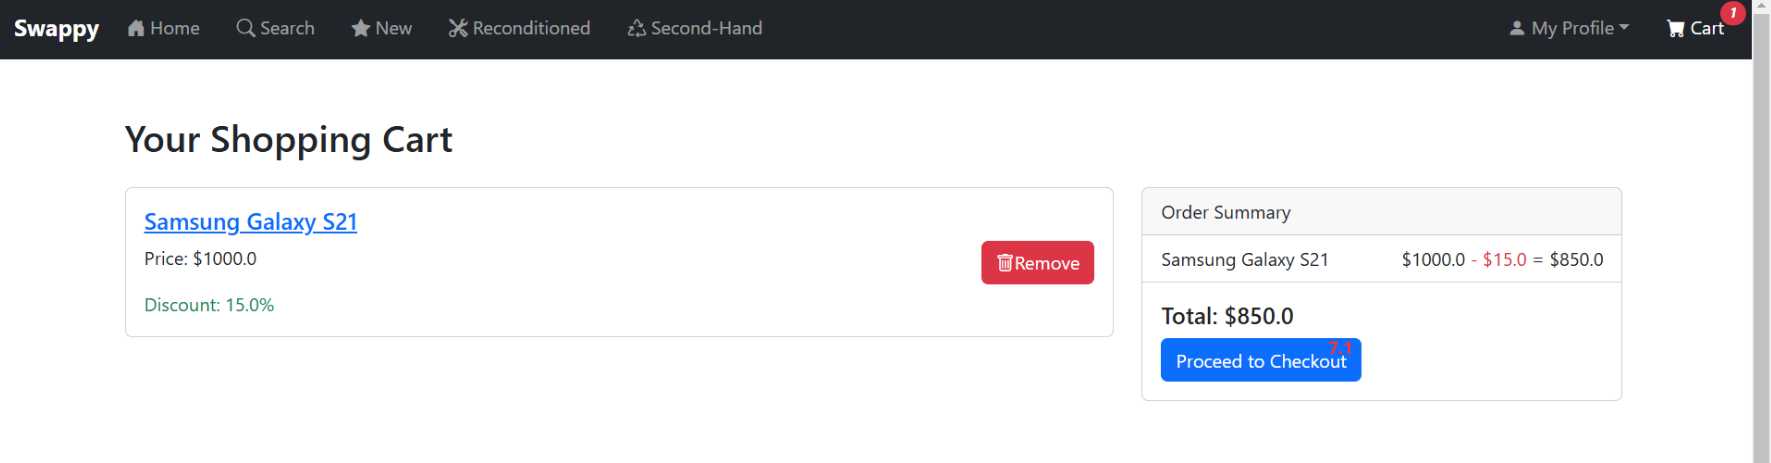 Swappy Home Search New Reconditioned Second-Hand My Profile Cart 1
Your Shopping Cart
Samsung Galaxy S21
Price: $1000.0
Remove
Discount: 15.0%
Order Summary
Samsung Galaxy S21 $1000.0 - $15.0 = $850.0
Total: $850.0
7.1
Proceed to Checkout